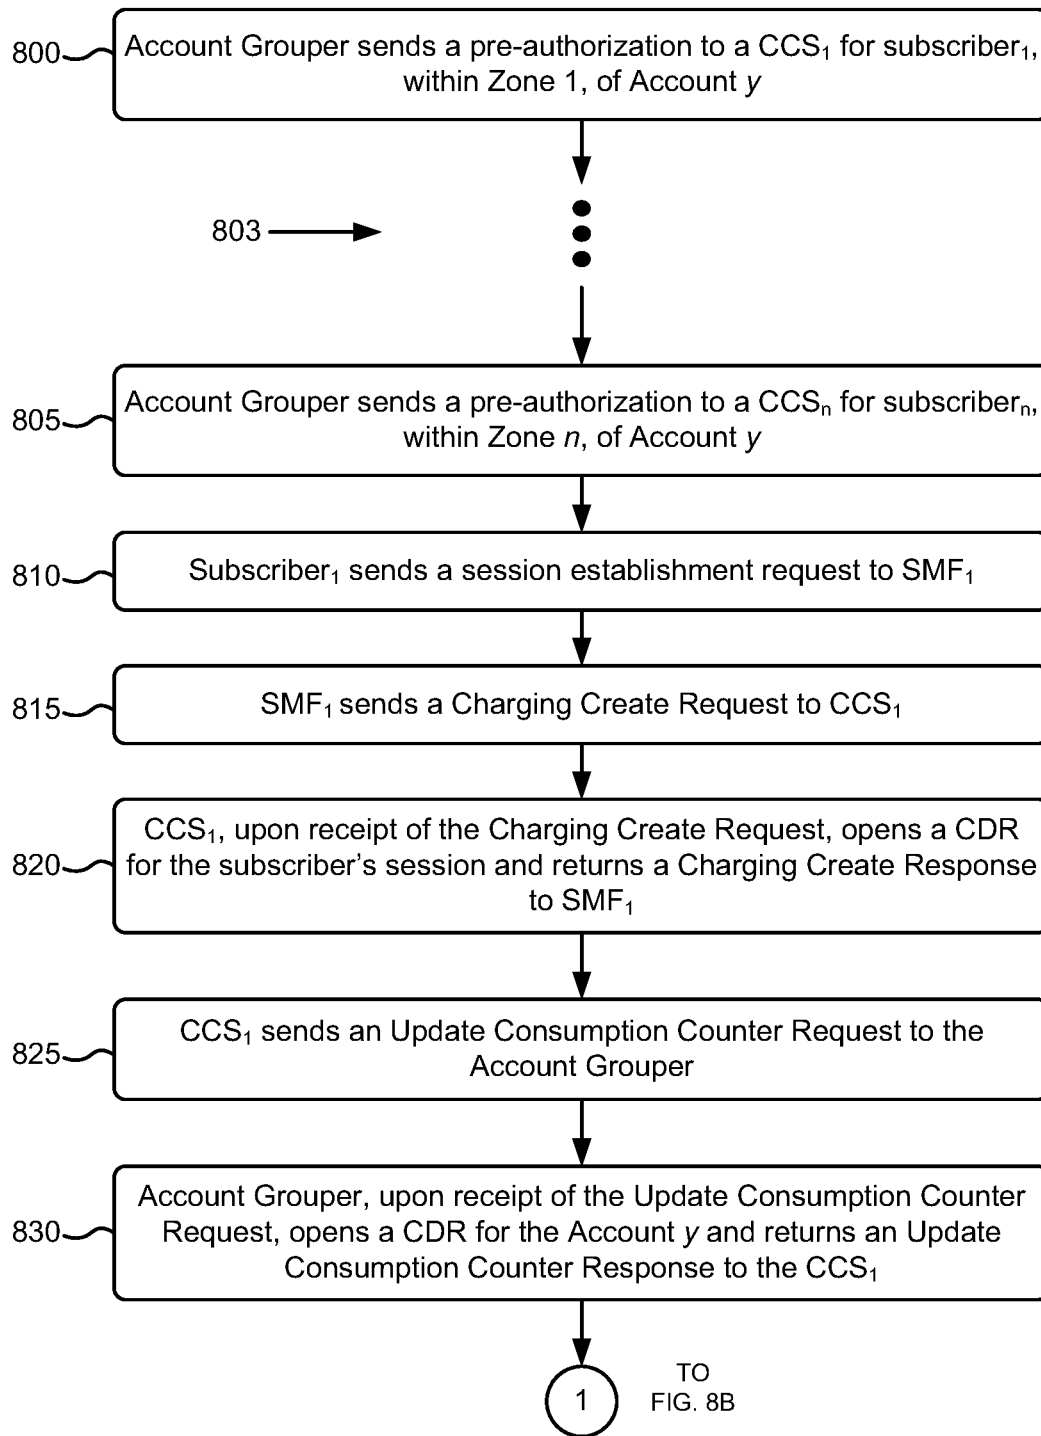 800
Account Grouper sends a pre-authorization to a CCS₁ for subscriber₁,
within Zone 1, of Account y
803
805
Account Grouper sends a pre-authorization to a CCSₙ for subscriberₙ,
within Zone n, of Account y
810
Subscriber₁ sends a session establishment request to SMF₁
815
SMF₁ sends a Charging Create Request to CCS₁
820
CCS₁, upon receipt of the Charging Create Request, opens a CDR
for the subscriber's session and returns a Charging Create Response
to SMF₁
825
CCS₁ sends an Update Consumption Counter Request to the
Account Grouper
830
Account Grouper, upon receipt of the Update Consumption Counter
Request, opens a CDR for the Account y and returns an Update
Consumption Counter Response to the CCS₁
1
TO
FIG. 8B